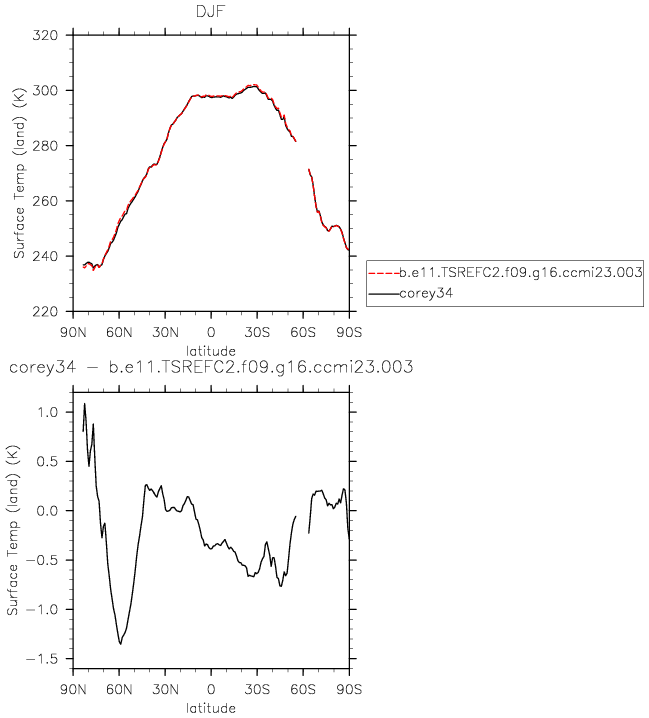 DJF
320
300
280
260
240
220
Surface Temp (land) (K)
90N 60N 30N 0 30S 60S 90S
latitude
b.e11.TSREFC2.f09.g16.ccmi23.003
corey34
corey34 − b.e11.TSREFC2.f09.g16.ccmi23.003
1.0
0.5
0.0
−0.5
−1.0
−1.5
Surface Temp (land) (K)
90N 60N 30N 0 30S 60S 90S
latitude